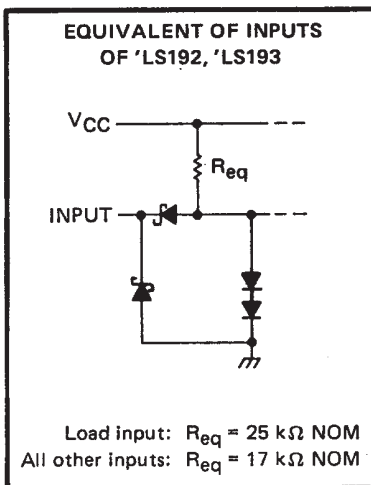 EQUIVALENT OF INPUTS
OF 'LS192, 'LS193
VCC
Req
INPUT
Load input: Req = 25 kΩ NOM
All other inputs: Req = 17 kΩ NOM